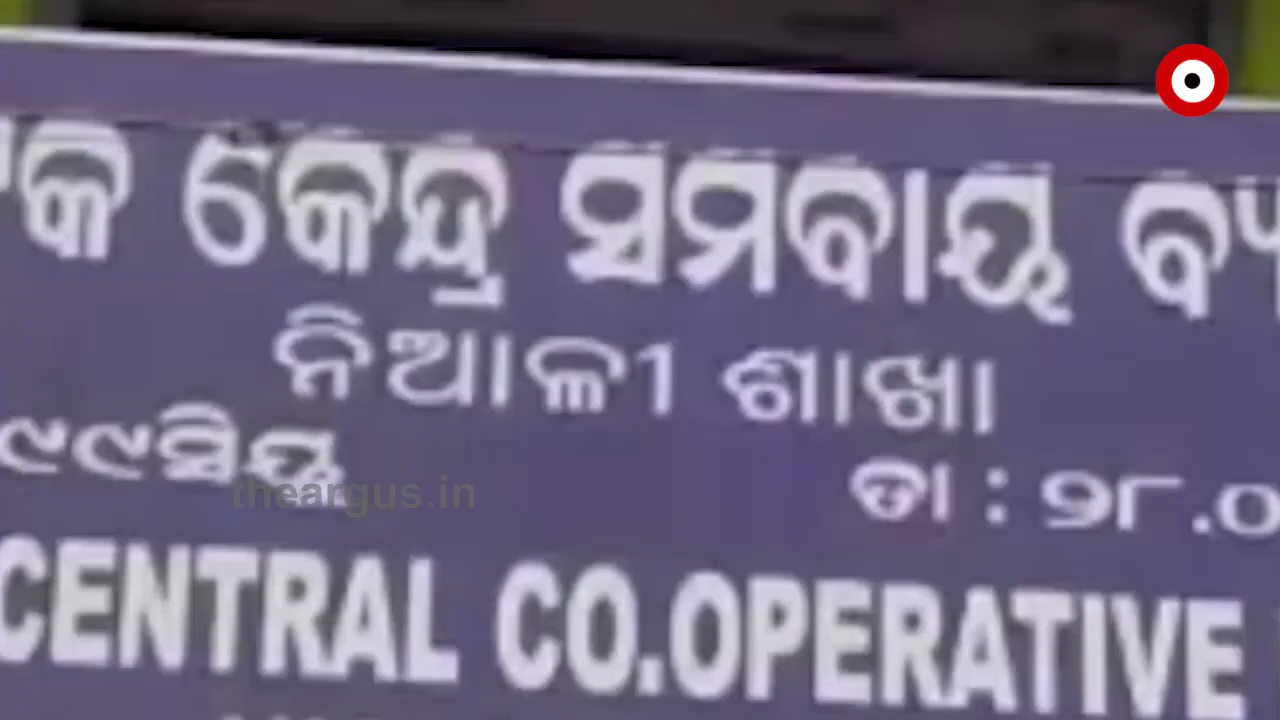 କେନ୍ଦ୍ର ସମବାୟ
ନିଆଳୀ ଶାଖା
ତା : ୨୮.୦
theargus.in
CENTRAL CO.OPERATIVE